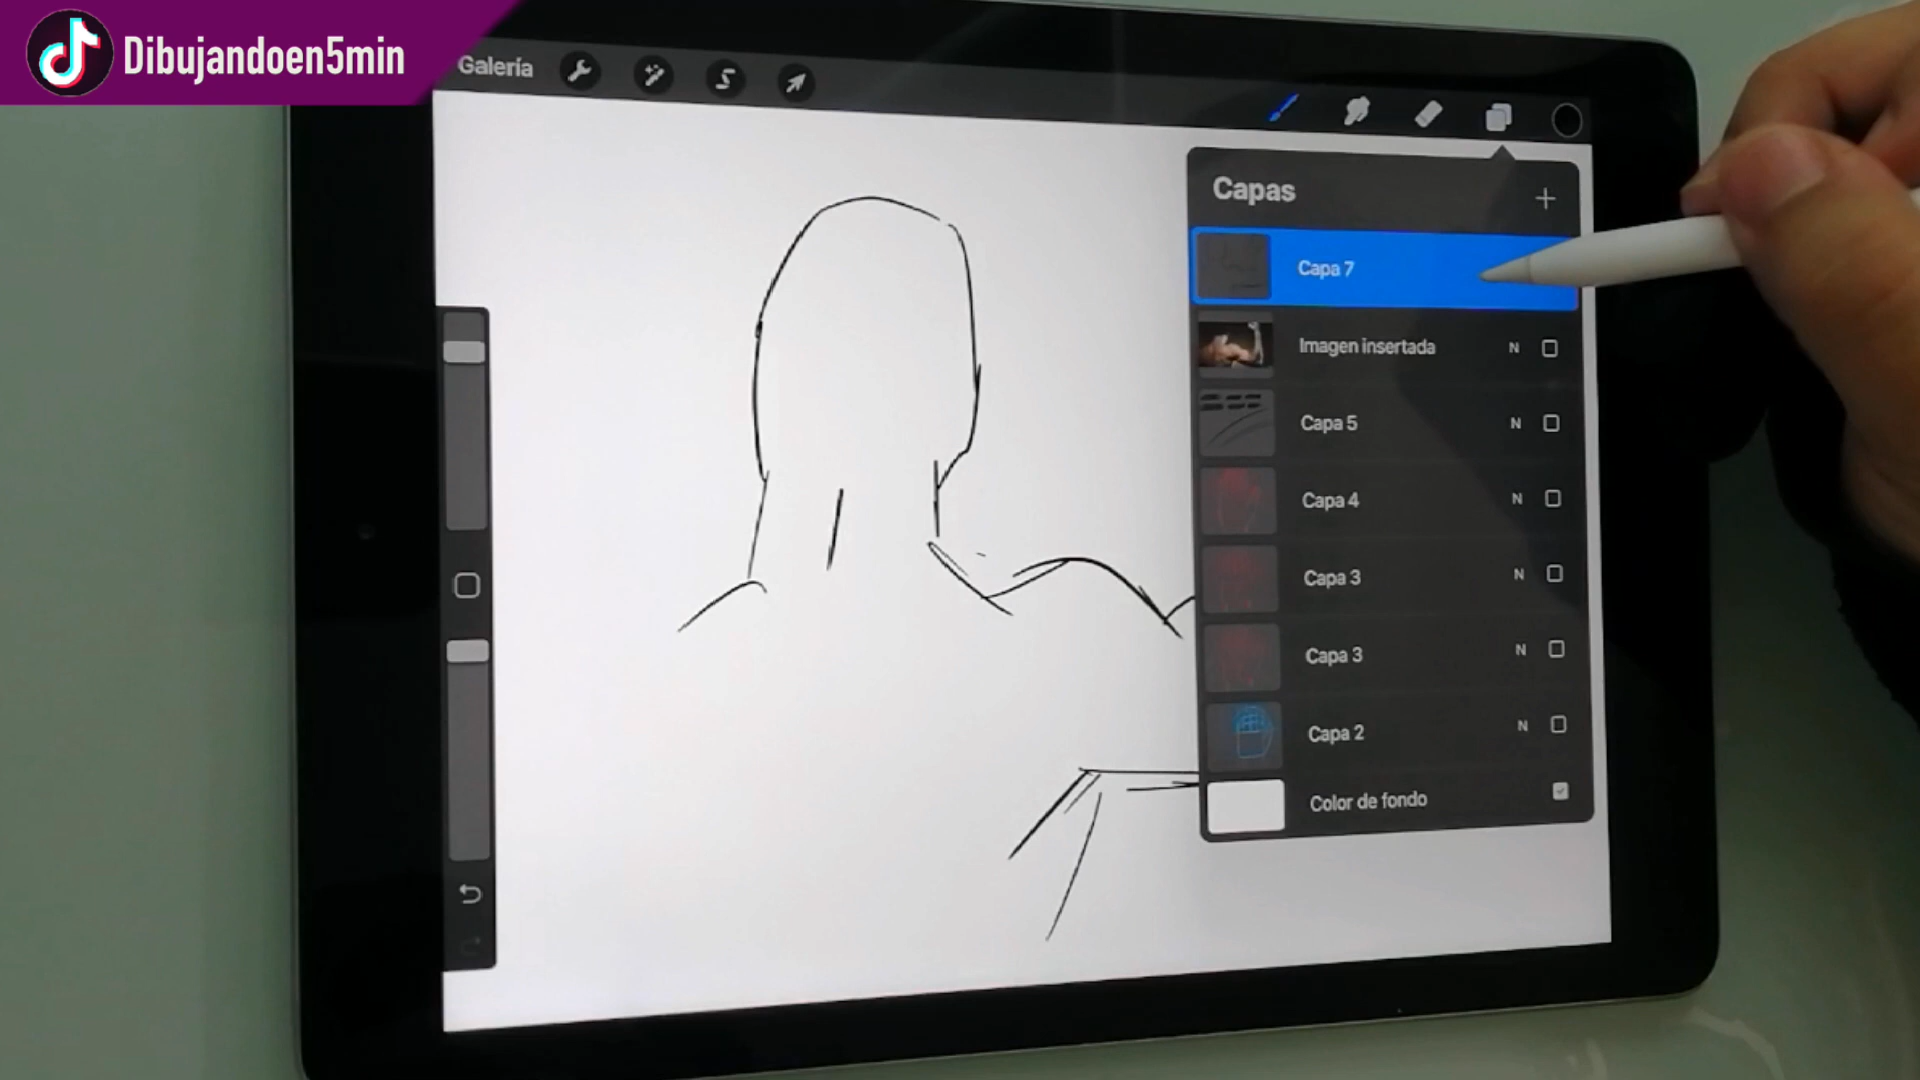 Dibujandoen5min
Galería
Capas
Capa 7
Imagen insertada N
Capa 5 N
Capa 4 N
Capa 3 N
Capa 3 N
Capa 2 N
Color de fondo